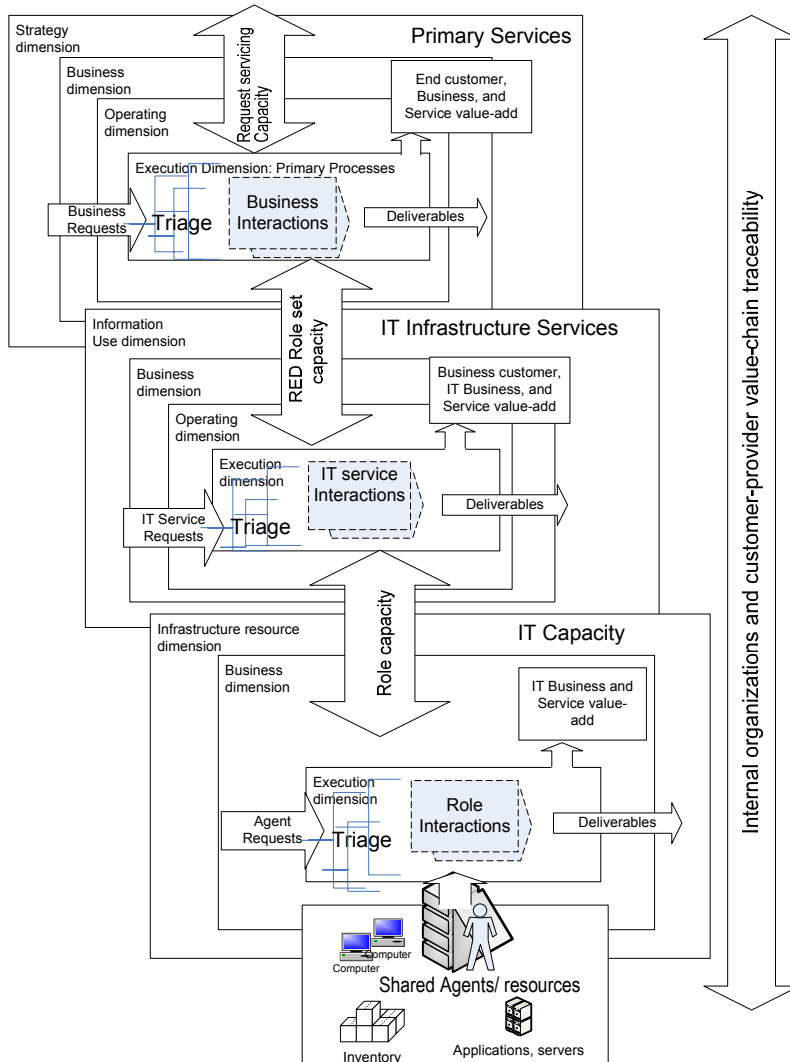 Strategy
dimension
Primary Services
Business
dimension
Operating
dimension
Request servicing
Capacity
End customer,
Business, and
Service value-add
Execution Dimension: Primary Processes
Business
Requests
Triage
Business
Interactions
Deliverables
RED Role set
capacity
Information
Use dimension
IT Infrastructure Services
Business
dimension
Operating
dimension
Business customer,
IT Business, and
Service value-add
Execution
dimension
IT Service
Requests
Triage
IT service
Interactions
Deliverables
Role capacity
Infrastructure resource
dimension
IT Capacity
Business
dimension
IT Business and
Service value-
add
Execution
dimension
Agent
Requests
Triage
Role
Interactions
Deliverables
Computer
Computer
Shared Agents/ resources
Inventory
Applications, servers
Internal organizations and customer-provider value-chain traceability